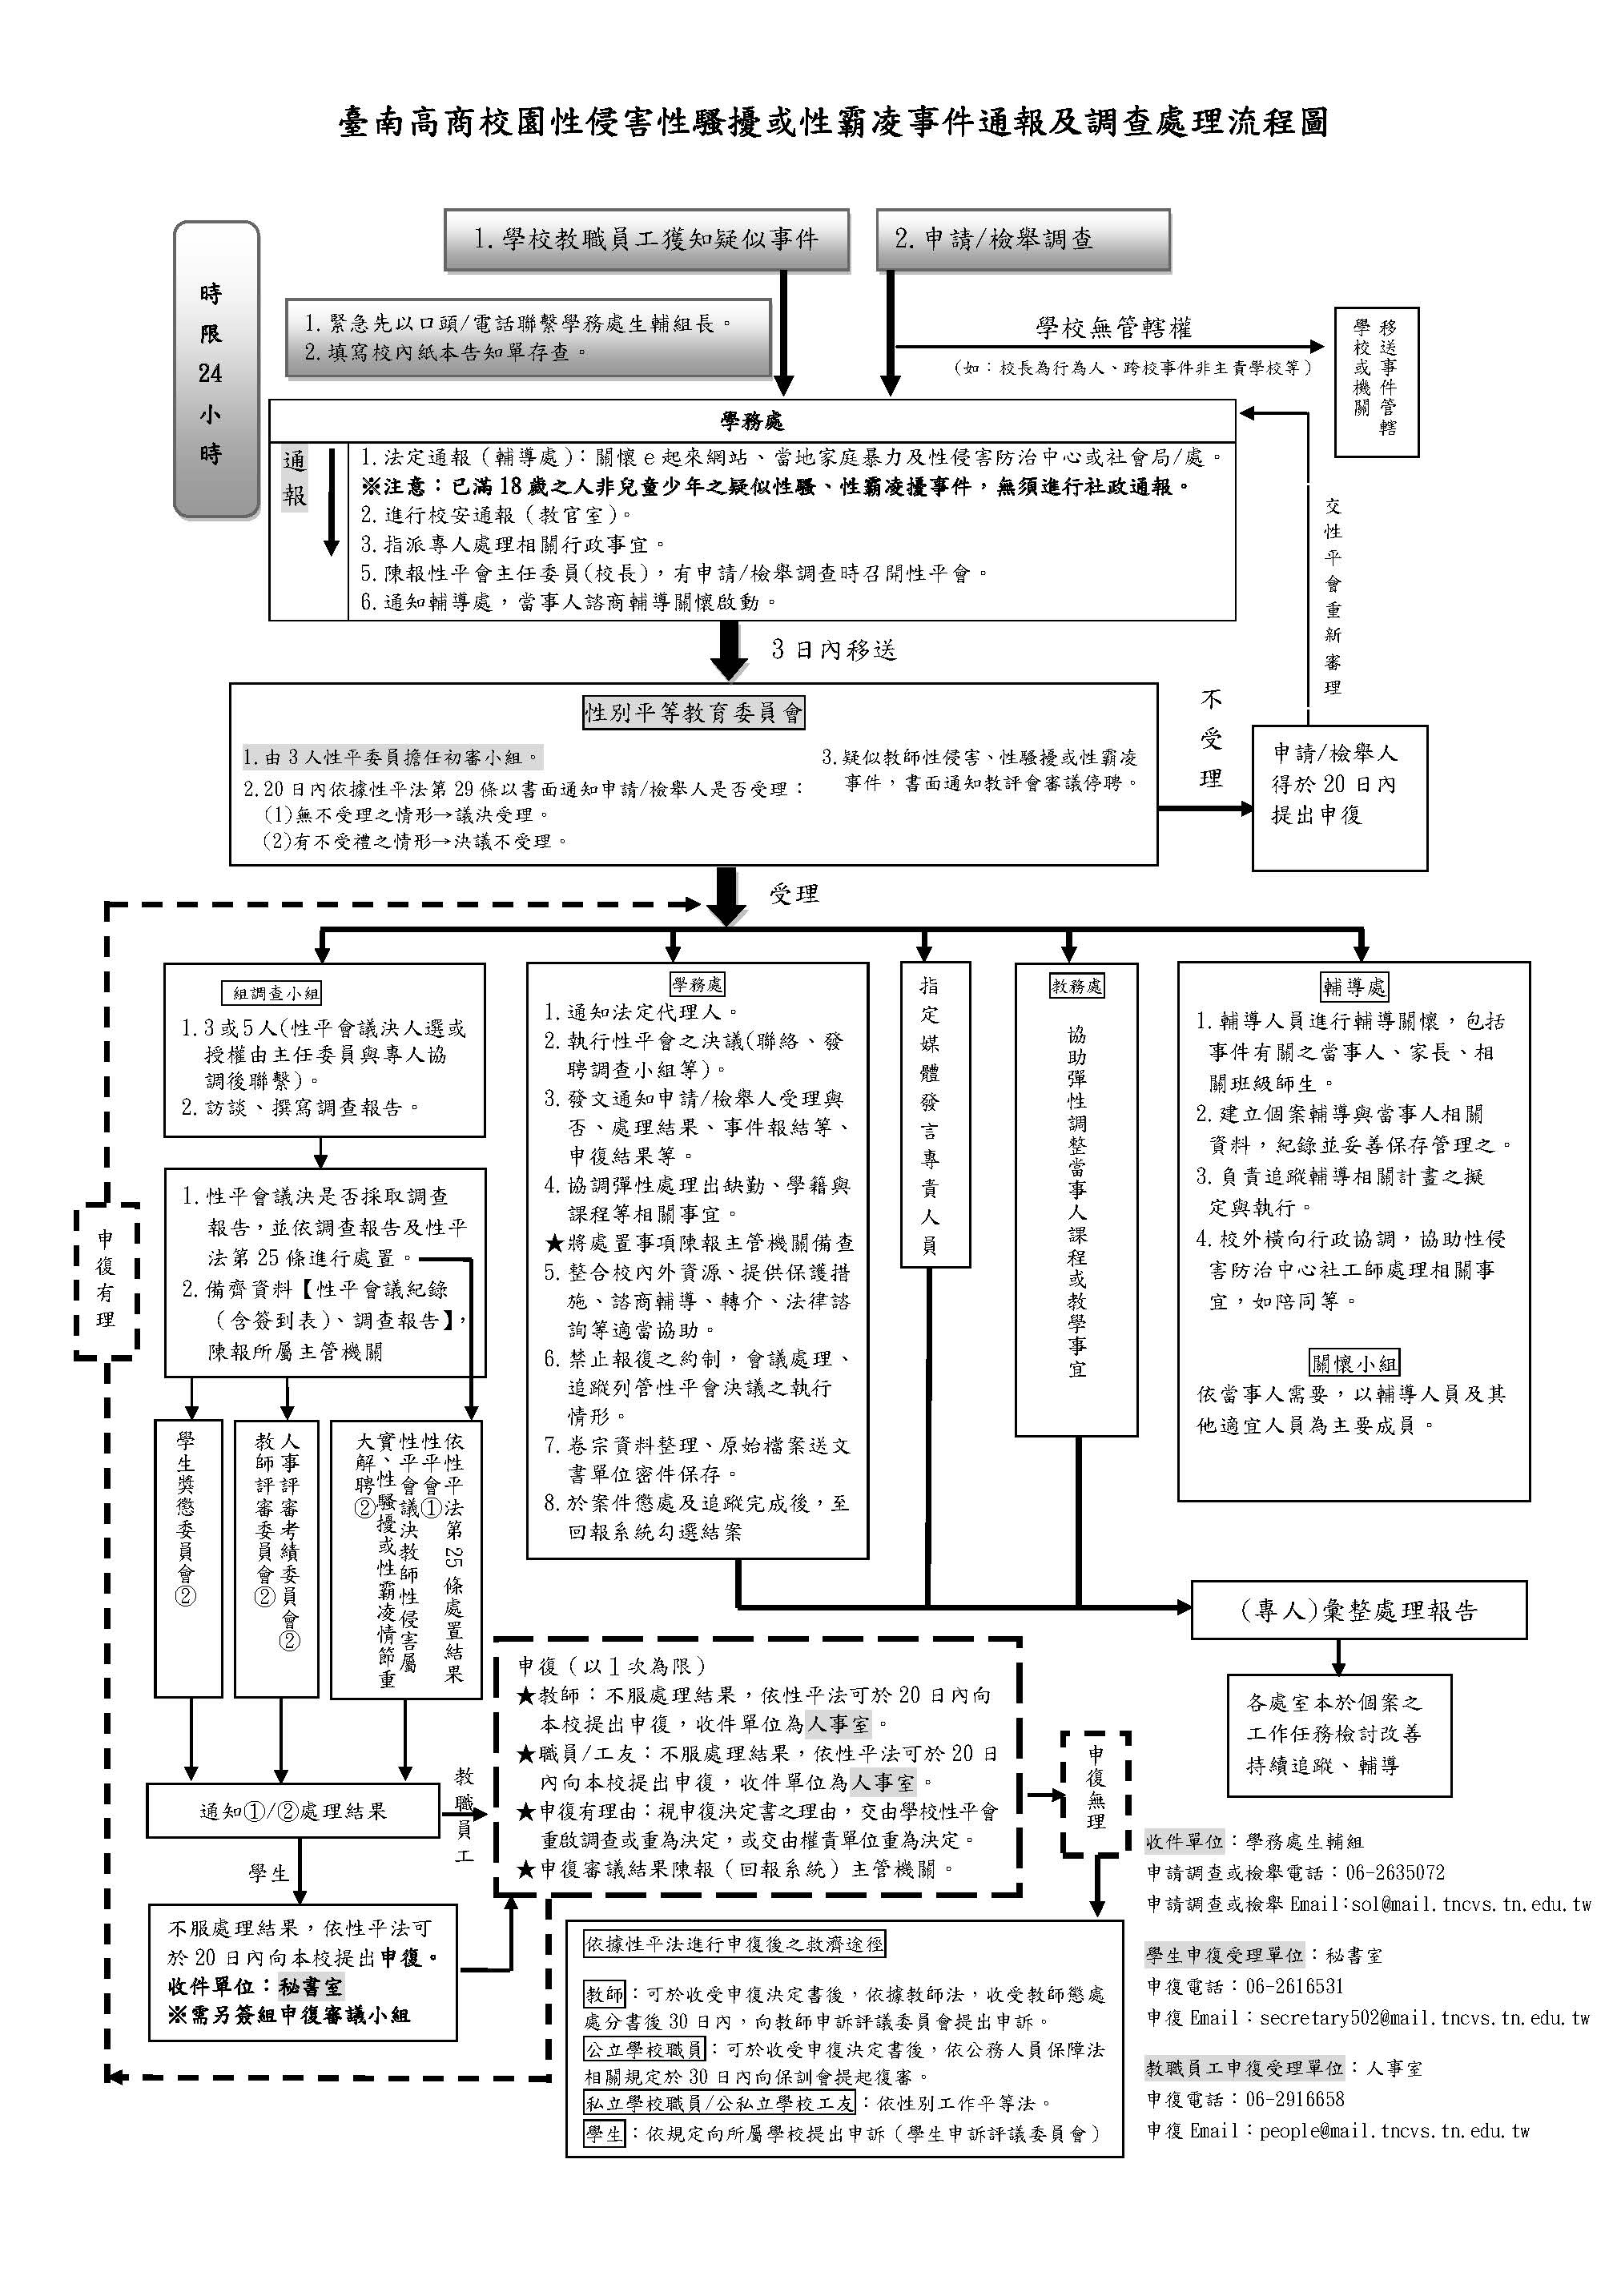 臺南高商校園性侵害性騷擾或性霸凌事件通報及調查處理流程圖
時
限
24
小
時
1.學校教職員工獲知疑似事件
2.申請/檢舉調查
1.緊急先以口頭/電話聯繫學務處生輔組長。
2.填寫校內紙本告知單存查。
學校無管轄權
(如：校長為行為人、跨校事件非主責學校等)
移送事件管轄
學校或機關
學務處
通
報
1.法定通報（輔導處）：關懷e起來網站、當地家庭暴力及性侵害防治中心或社會局/處。
※注意：已滿18歲之人非兒童少年之疑似性騷、性霸凌擾事件，無須進行社政通報。
2.進行校安通報（教官室）。
3.指派專人處理相關行政事宜。
5.陳報性平會主任委員(校長)，有申請/檢舉調查時召開性平會。
6.通知輔導處，當事人諮商輔導關懷啟動。
交性平會重新審理
3日內移送
性別平等教育委員會
1.由3人性平委員擔任初審小組。
2.20日內依據性平法第29條以書面通知申請/檢舉人是否受理：
(1)無不受理之情形→議決受理。
(2)有不受禮之情形→決議不受理。
3.疑似教師性侵害、性騷擾或性霸凌
事件，書面通知教評會審議停聘。
不
受
理
申請/檢舉人
得於20日內
提出申復
受理
組調查小組
1.3或5人(性平會議決人選或
授權由主任委員與專人協
調後聯繫)。
2.訪談、撰寫調查報告。
1.性平會議決是否採取調查
報告，並依調查報告及性平
法第25條進行處置。
2.備齊資料【性平會議紀錄
（含簽到表）、調查報告】，
陳報所屬主管機關
申復有理
學生獎懲委員會②
人事評審考績委員會②
教師評審委員會②
依性平法第25條處置結果
性平會①
性平會議決教師性侵害屬
實、性騷擾或性霸凌情節重
大解聘②
通知①/②處理結果
教職員工
學生
不服處理結果，依性平法可
於20日內向本校提出申復。
收件單位：秘書室
※需另簽組申復審議小組
學務處
1.通知法定代理人。
2.執行性平會之決議(聯絡、發
聘調查小組等)。
3.發文通知申請/檢舉人受理與
否、處理結果、事件報結等、
申復結果等。
4.協調彈性處理出缺勤、學籍與
課程等相關事宜。
★將處置事項陳報主管機關備查
5.整合校內外資源、提供保護措
施、諮商輔導、轉介、法律諮
詢等適當協助。
6.禁止報復之約制，會議處理、
追蹤列管性平會決議之執行
情形。
7.卷宗資料整理、原始檔案送文
書單位密件保存。
8.於案件懲處及追蹤完成後，至
回報系統勾選結案
指定媒體發言專責人員
教務處
協助彈性調整當事人課程或教學事宜
輔導處
1.輔導人員進行輔導關懷，包括
事件有關之當事人、家長、相
關班級師生。
2.建立個案輔導與當事人相關
資料，紀錄並妥善保存管理之。
3.負責追蹤輔導相關計畫之擬
定與執行。
4.校外橫向行政協調，協助性侵
害防治中心社工師處理相關事
宜，如陪同等。
關懷小組
依當事人需要，以輔導人員及其
他適宜人員為主要成員。
(專人)彙整處理報告
各處室本於個案之
工作任務檢討改善
持續追蹤、輔導
申復（以1次為限）
★教師：不服處理結果，依性平法可於20日內向
本校提出申復，收件單位為人事室。
★職員/工友：不服處理結果，依性平法可於20日
內向本校提出申復，收件單位為人事室。
★申復有理由：視申復決定書之理由，交由學校性平會
重啟調查或重為決定，或交由權責單位重為決定。
★申復審議結果陳報（回報系統）主管機關。
申復無理
依據性平法進行申復後之救濟途徑
教師：可於收受申復決定書後，依據教師法，收受教師懲處
處分書後30日內，向教師申訴評議委員會提出申訴。
公立學校職員：可於收受申復決定書後，依公務人員保障法
相關規定於30日內向保訓會提起復審。
私立學校職員/公私立學校工友：依性別工作平等法。
學生：依規定向所屬學校提出申訴（學生申訴評議委員會）
收件單位：學務處生輔組
申請調查或檢舉電話：06-2635072
申請調查或檢舉Email:sol@mail.tncvs.tn.edu.tw
學生申復受理單位：秘書室
申復電話：06-2616531
申復Email：secretary502@mail.tncvs.tn.edu.tw
教職員工申復受理單位：人事室
申復電話：06-2916658
申復Email：people@mail.tncvs.tn.edu.tw